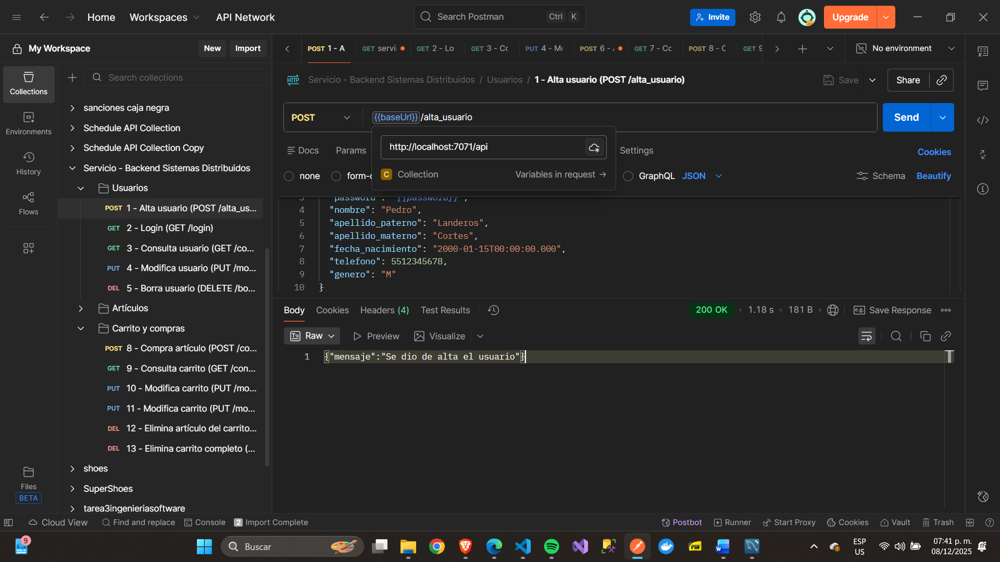 Home
Workspaces
API Network
Search Postman
Ctrl K
Invite
Upgrade
My Workspace
New
Import
POST 1 - A
GET servi
GET 2 - Lo
GET 3 - Co
PUT 4 - Mo
POST 6 - A
GET 7 - Co
POST 8 - C
GET 9
No environment
Collections
Environments
History
Flows
Files
BETA
Search collections
sanciones caja negra
Schedule API Collection
Schedule API Collection Copy
Servicio - Backend Sistemas Distribuidos
Usuarios
POST 1 - Alta usuario (POST /alta_us...
GET 2 - Login (GET /login)
GET 3 - Consulta usuario (GET /co...
PUT 4 - Modifica usuario (PUT /mo...
DEL 5 - Borra usuario (DELETE /bo...
Artículos
Carrito y compras
POST 8 - Compra artículo (POST /co...
GET 9 - Consulta carrito (GET /con...
PUT 10 - Modifica carrito (PUT /mo...
PUT 11 - Modifica carrito (PUT /mo...
DEL 12 - Elimina artículo del carrito...
DEL 13 - Elimina carrito completo (...
shoes
SuperShoes
tarea3ingenieriasoftware
HTTP Servicio - Backend Sistemas Distribuidos / Usuarios / 1 - Alta usuario (POST /alta_usuario)
Save
Share
POST
{{baseUrl}}/alta_usuario
Send
http://localhost:7071/api
C Collection
Variables in request →
Docs
Params
Settings
Cookies
none
form-d
GraphQL
JSON
Schema
Beautify
3 "password": "{{password}}",
4 "nombre": "Pedro",
5 "apellido_paterno": "Landeros",
6 "apellido_materno": "Cortes",
7 "fecha_nacimiento": "2000-01-15T00:00:00.000",
8 "telefono": 5512345678,
9 "genero": "M"
10 }
Body
Cookies
Headers (4)
Test Results
200 OK
1.18 s
181 B
e.g. Save Response
Raw
Preview
Visualize
1 {"mensaje":"Se dio de alta el usuario"}
Cloud View
Find and replace
Console
2 Import Complete
Postbot
Runner
Start Proxy
Cookies
Vault
Trash
9
Buscar
PDF
ESP
US
07:41 p. m.
08/12/2025